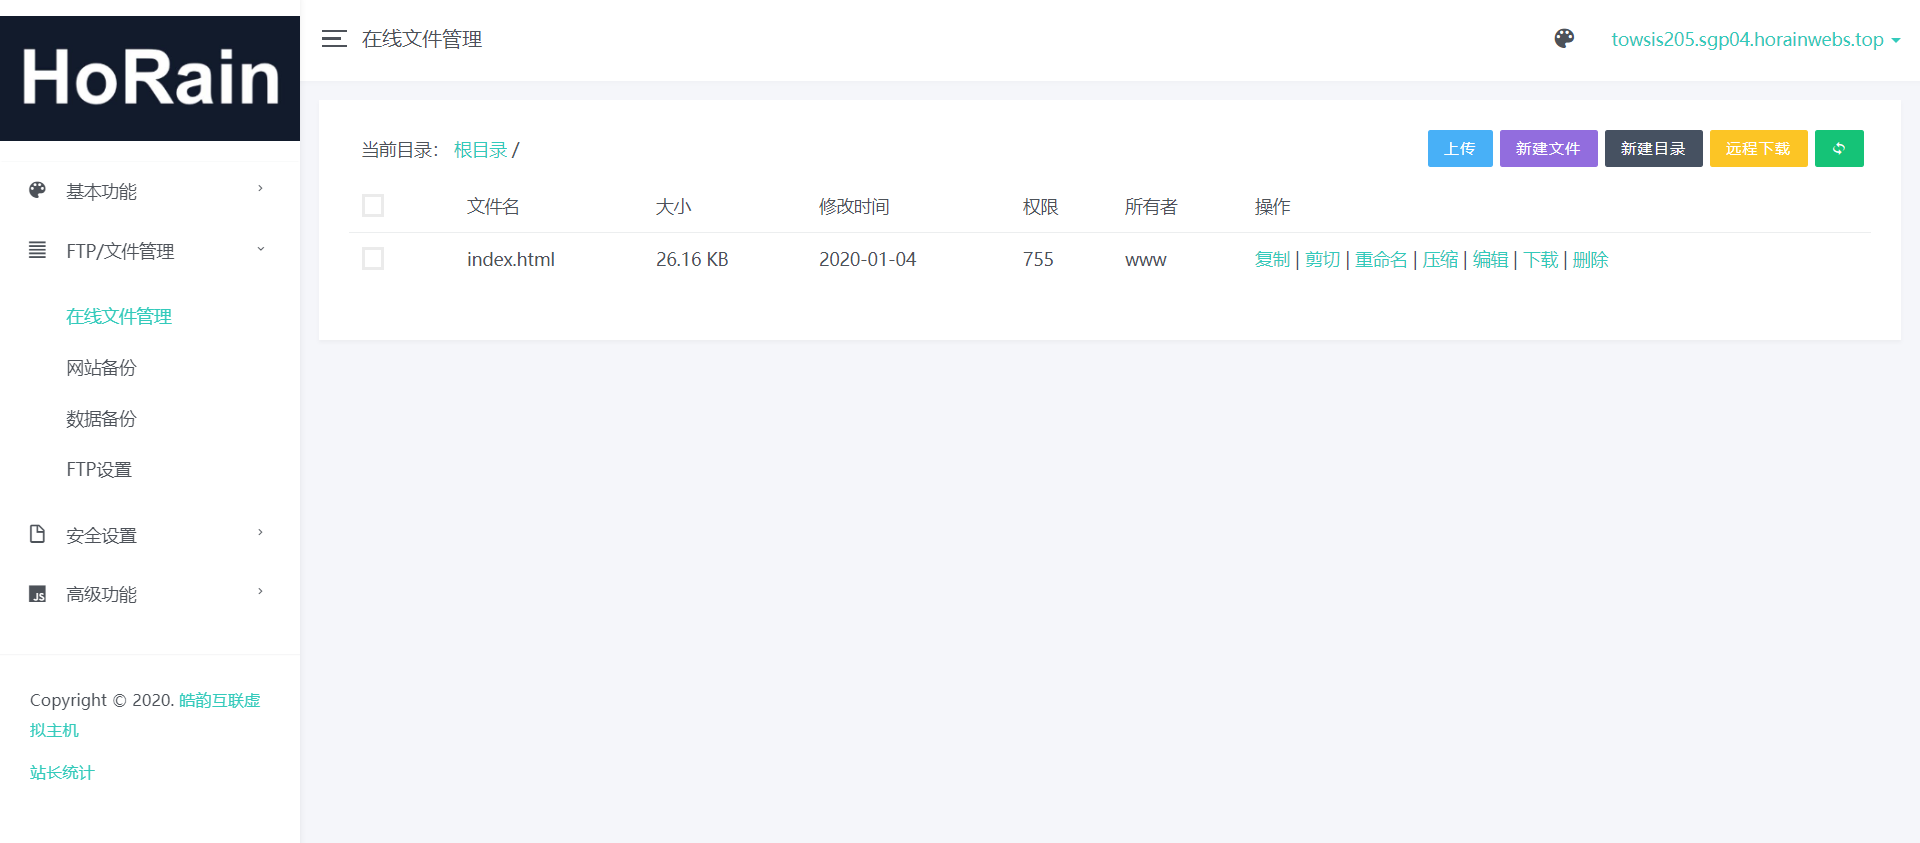 HoRain
在线文件管理
towsis205.sgp04.horainwebs.top
基本功能
FTP/文件管理
在线文件管理
网站备份
数据备份
FTP设置
安全设置
JS
高级功能
Copyright © 2020. 皓韵互联虚
拟主机
站长统计
当前目录： 根目录 /
上传 新建文件 新建目录 远程下载
文件名 大小 修改时间 权限 所有者 操作
index.html 26.16 KB 2020-01-04 755 www 复制 | 剪切 | 重命名 | 压缩 | 编辑 | 下载 | 删除